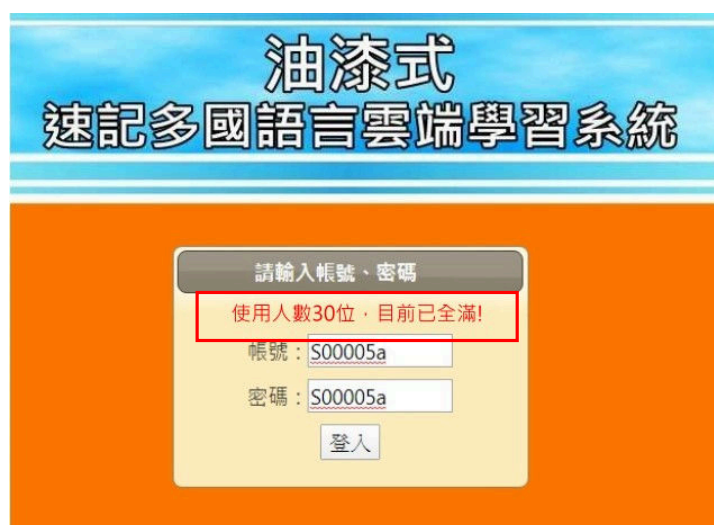 油漆式
速記多國語言雲端學習系統
請輸入帳號、密碼
使用人數30位，目前已全滿!
帳號：S00005a
密碼：S00005a
登入